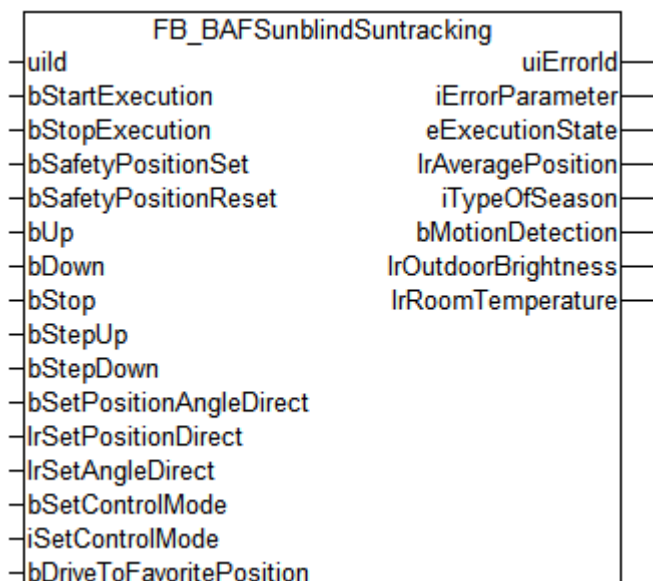 FB_BAFSunblindSuntracking
uiId uiErrorId
bStartExecution iErrorParameter
bStopExecution eExecutionState
bSafetyPositionSet lrAveragePosition
bSafetyPositionReset iTypeOfSeason
bUp bMotionDetection
bDown lrOutdoorBrightness
bStop lrRoomTemperature
bStepUp
bStepDown
bSetPositionAngleDirect
lrSetPositionDirect
lrSetAngleDirect
bSetControlMode
iSetControlMode
bDriveToFavoritePosition